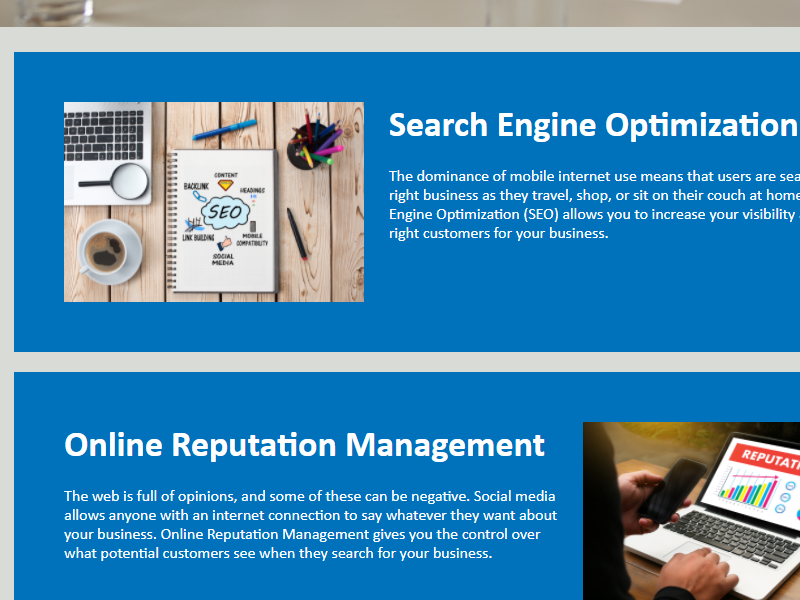 Search Engine Optimization
The dominance of mobile internet use means that users are
right business as they travel, shop, or sit on their couch at home
Engine Optimization (SEO) allows you to increase your visibility
right customers for your business.
CONTENT
BACKLINK
HEADINGS
SEO
LINK BUILDING
MOBILE
COMPATIBILITY
SOCIAL
MEDIA
Online Reputation Management
The web is full of opinions, and some of these can be negative. Social media
allows anyone with an internet connection to say whatever they want about
your business. Online Reputation Management gives you the control over
what potential customers see when they search for your business.